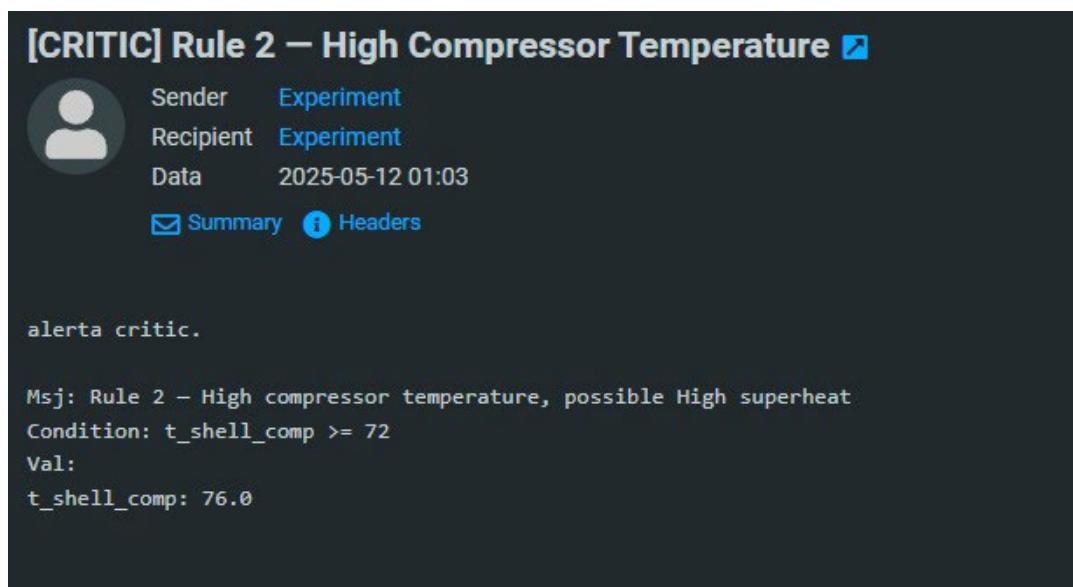 [CRITIC] Rule 2 — High Compressor Temperature
Sender Experiment
Recipient Experiment
Data 2025-05-12 01:03
Summary Headers
alerta critic.
Msj: Rule 2 – High compressor temperature, possible High superheat
Condition: t_shell_comp >= 72
Val:
t_shell_comp: 76.0